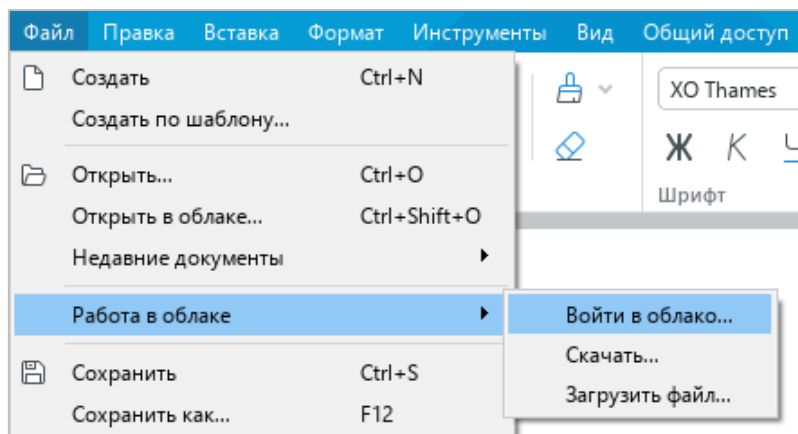 Файл Правка Вставка Формат Инструменты Вид Общий доступ
Создать Ctrl+N
Создать по шаблону...
Открыть... Ctrl+O
Открыть в облаке... Ctrl+Shift+O
Недавние документы
Работа в облаке
Сохранить Ctrl+S
Сохранить как... F12
Войти в облако...
Скачать...
Загрузить файл...
XO Thames
Ж К
Шрифт